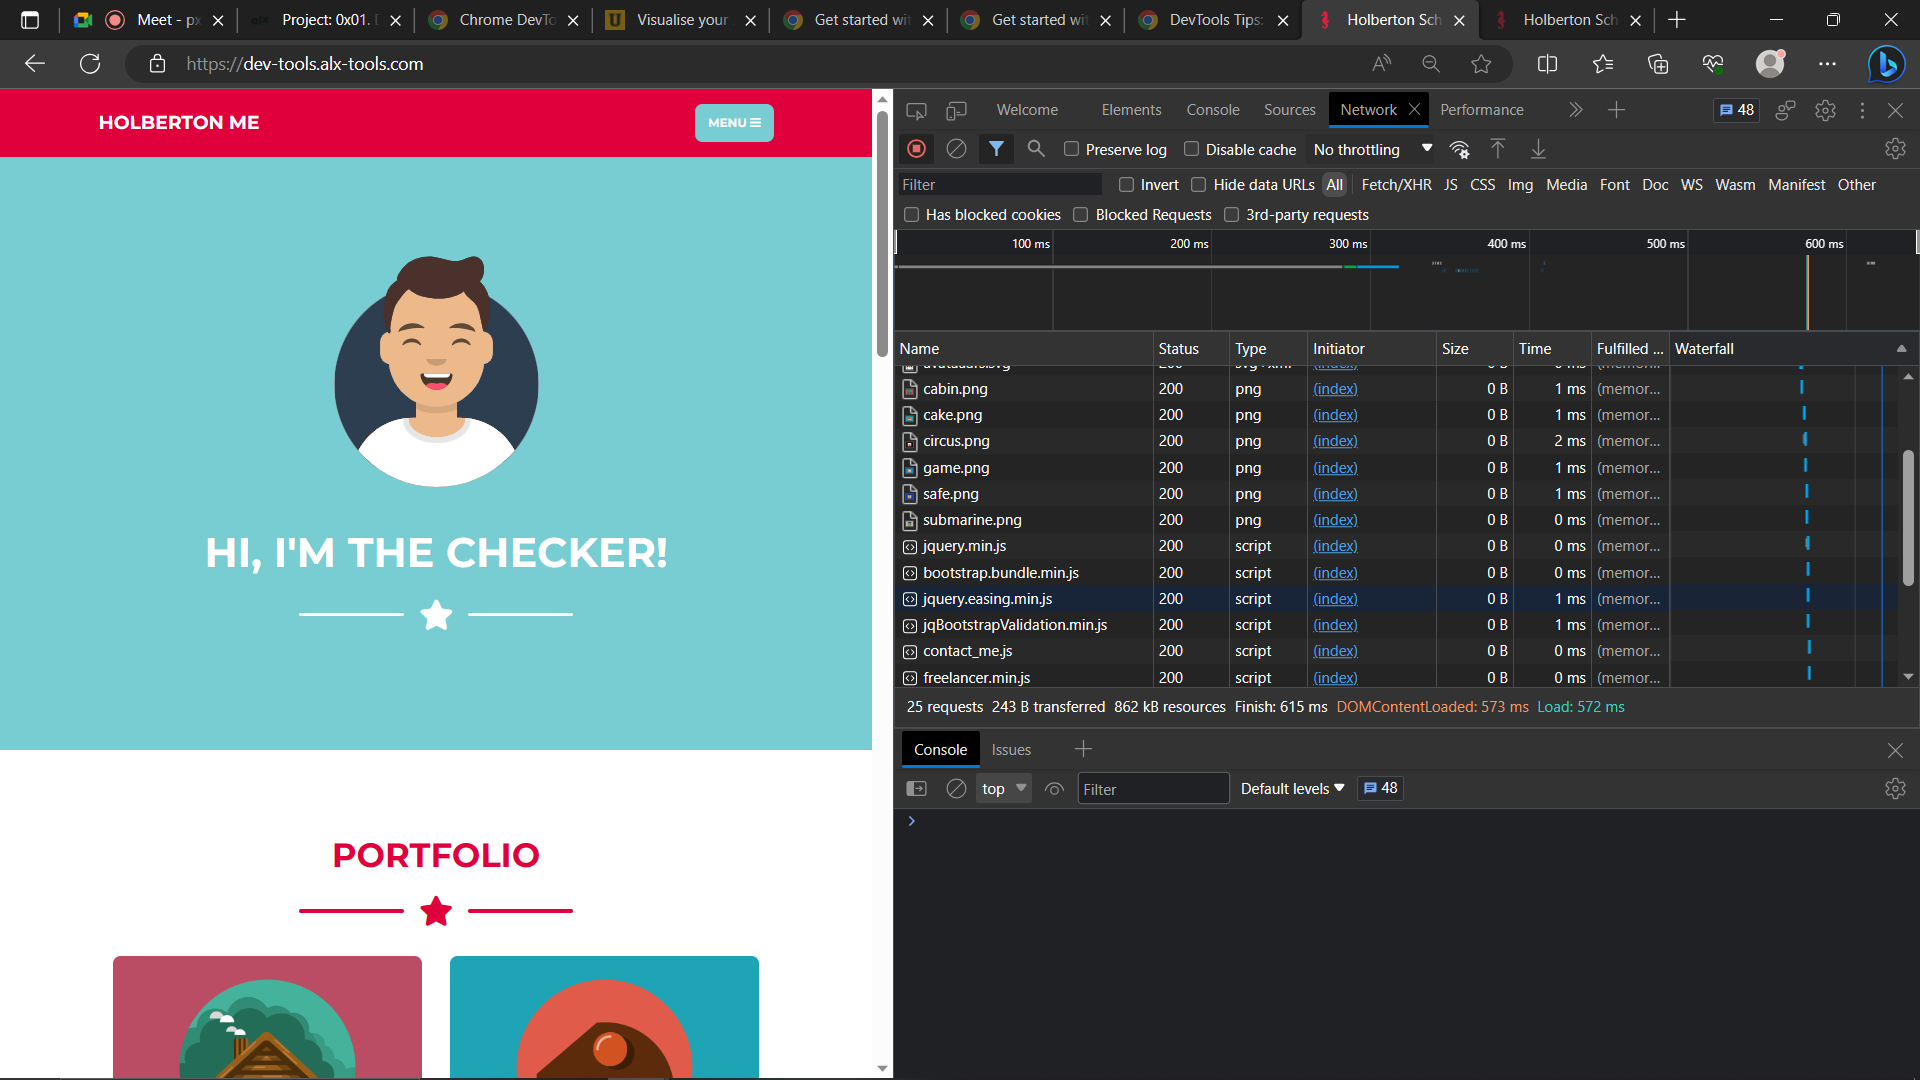 Meet - px
alx
Project: 0x01. D
Chrome DevTo
Visualise your
Get started wit
Get started wit
DevTools Tips:
Holberton Sch
Holberton Sch
https://dev-tools.alx-tools.com
HOLBERTON ME
MENU
HI, I'M THE CHECKER!
PORTFOLIO
Welcome Elements Console Sources Network Performance 48
Preserve log Disable cache No throttling
Filter Invert Hide data URLs All Fetch/XHR JS CSS Img Media Font Doc WS Wasm Manifest Other
Has blocked cookies Blocked Requests 3rd-party requests
100 ms 200 ms 300 ms 400 ms 500 ms 600 ms
Name Status Type Initiator Size Time Fulfilled ... Waterfall
cabin.png 200 png (index) 0 B 1 ms (memor...
cake.png 200 png (index) 0 B 1 ms (memor...
circus.png 200 png (index) 0 B 2 ms (memor...
game.png 200 png (index) 0 B 1 ms (memor...
safe.png 200 png (index) 0 B 1 ms (memor...
submarine.png 200 png (index) 0 B 0 ms (memor...
jquery.min.js 200 script (index) 0 B 0 ms (memor...
bootstrap.bundle.min.js 200 script (index) 0 B 0 ms (memor...
jquery.easing.min.js 200 script (index) 0 B 1 ms (memor...
jqBootstrapValidation.min.js 200 script (index) 0 B 1 ms (memor...
contact_me.js 200 script (index) 0 B 0 ms (memor...
freelancer.min.js 200 script (index) 0 B 0 ms (memor...
25 requests 243 B transferred 862 kB resources Finish: 615 ms DOMContentLoaded: 573 ms Load: 572 ms
Console Issues
top Filter Default levels 48